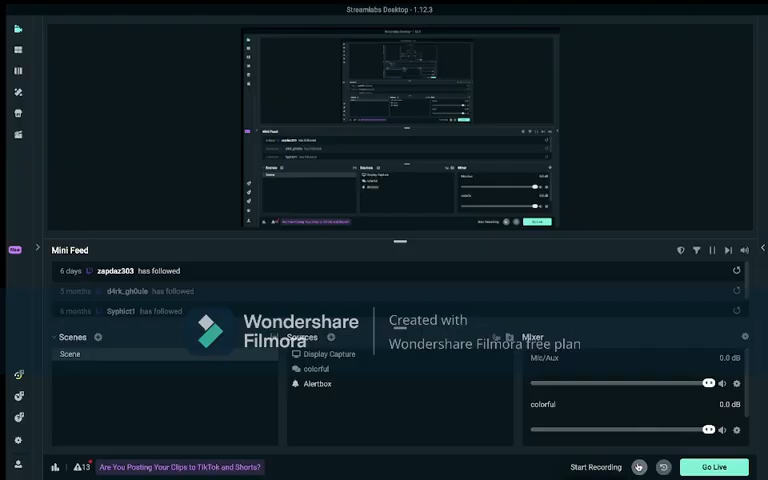 Streamlabs Desktop - 1.12.3
Mini Feed
6 days zapdaz303 has followed
5 months d4rk_gh0ule has followed
6 months Syphict1 has followed
Wondershare
Filmora
Created with
Wondershare Filmora free plan
Scenes
Scene
Sources
Display Capture
colorful
Alertbox
Mixer
Mic/Aux 0.0 dB
colorful 0.0 dB
13
Are You Posting Your Clips to TikTok and Shorts?
Start Recording
Go Live
New